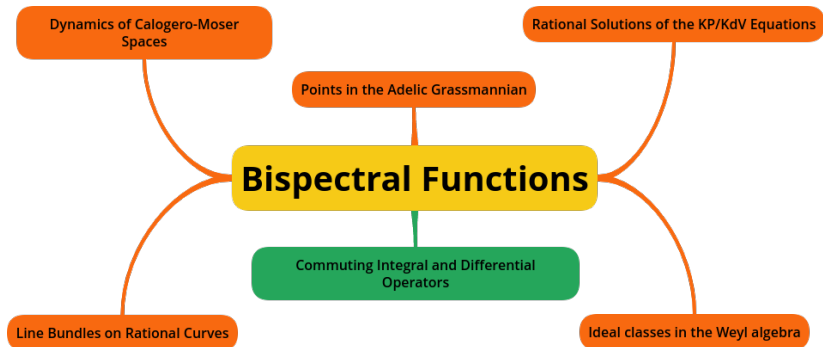 Dynamics of Calogero-Moser
Spaces
Rational Solutions of the KP/KdV Equations
Points in the Adelic Grassmannian
Bispectral Functions
Commuting Integral and Differential
Operators
Line Bundles on Rational Curves
Ideal classes in the Weyl algebra